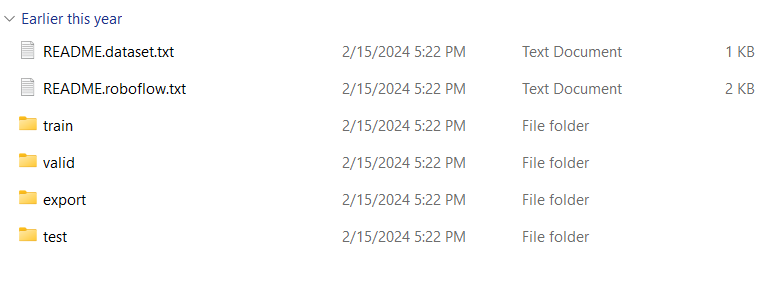 Earlier this year
README.dataset.txt 2/15/2024 5:22 PM Text Document 1 KB
README.roboflow.txt 2/15/2024 5:22 PM Text Document 2 KB
train 2/15/2024 5:22 PM File folder
valid 2/15/2024 5:22 PM File folder
export 2/15/2024 5:22 PM File folder
test 2/15/2024 5:22 PM File folder